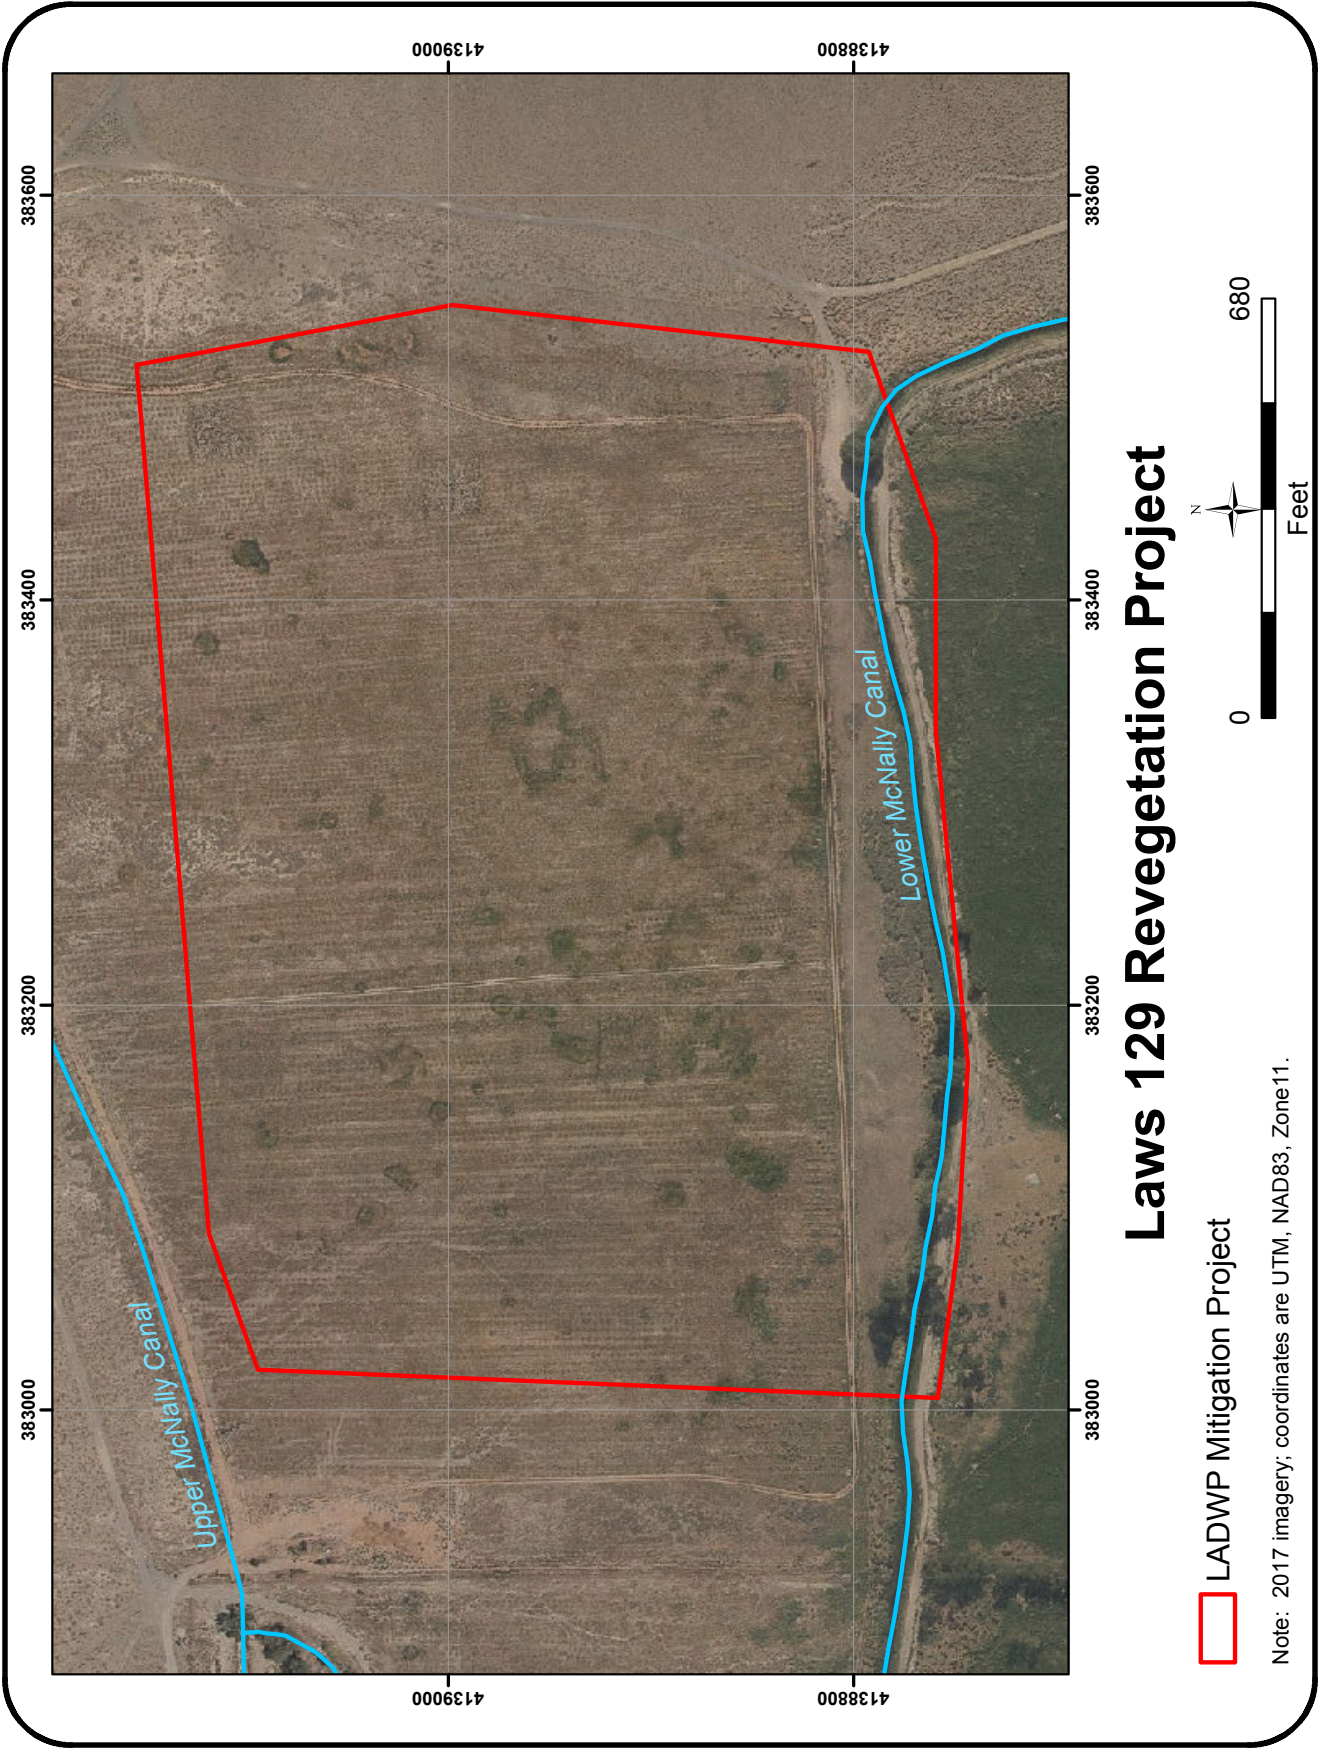 383000
383200
383400
383600
4139000
4139000
4138800
4138800
Upper McNally Canal
Lower McNally Canal
383000
383200
383400
383600
Laws 129 Revegetation Project
LADWP Mitigation Project
N
0
680
Feet
Note: 2017 imagery; coordinates are UTM, NAD83, Zone11.